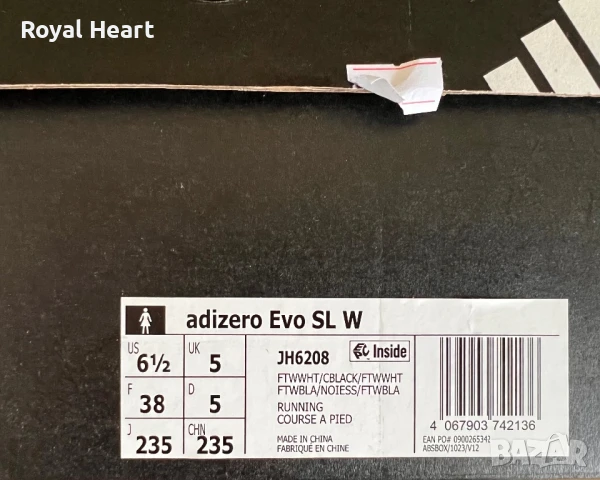 Royal Heart
adizero Evo SL W
US 6½ UK 5
F 38 D 5
J 235 CHN 235
JH6208 Inside
FTWWHT/CBLACK/FTWWHT
FTWBLA/NOIESS/FTWBLA
RUNNING
COURSE A PIED
MADE IN CHINA
FABRIQUE EN CHINE
4 067903 742136
EAN PO# 0900265342
ABSBOX/1023/V12
BAZAR